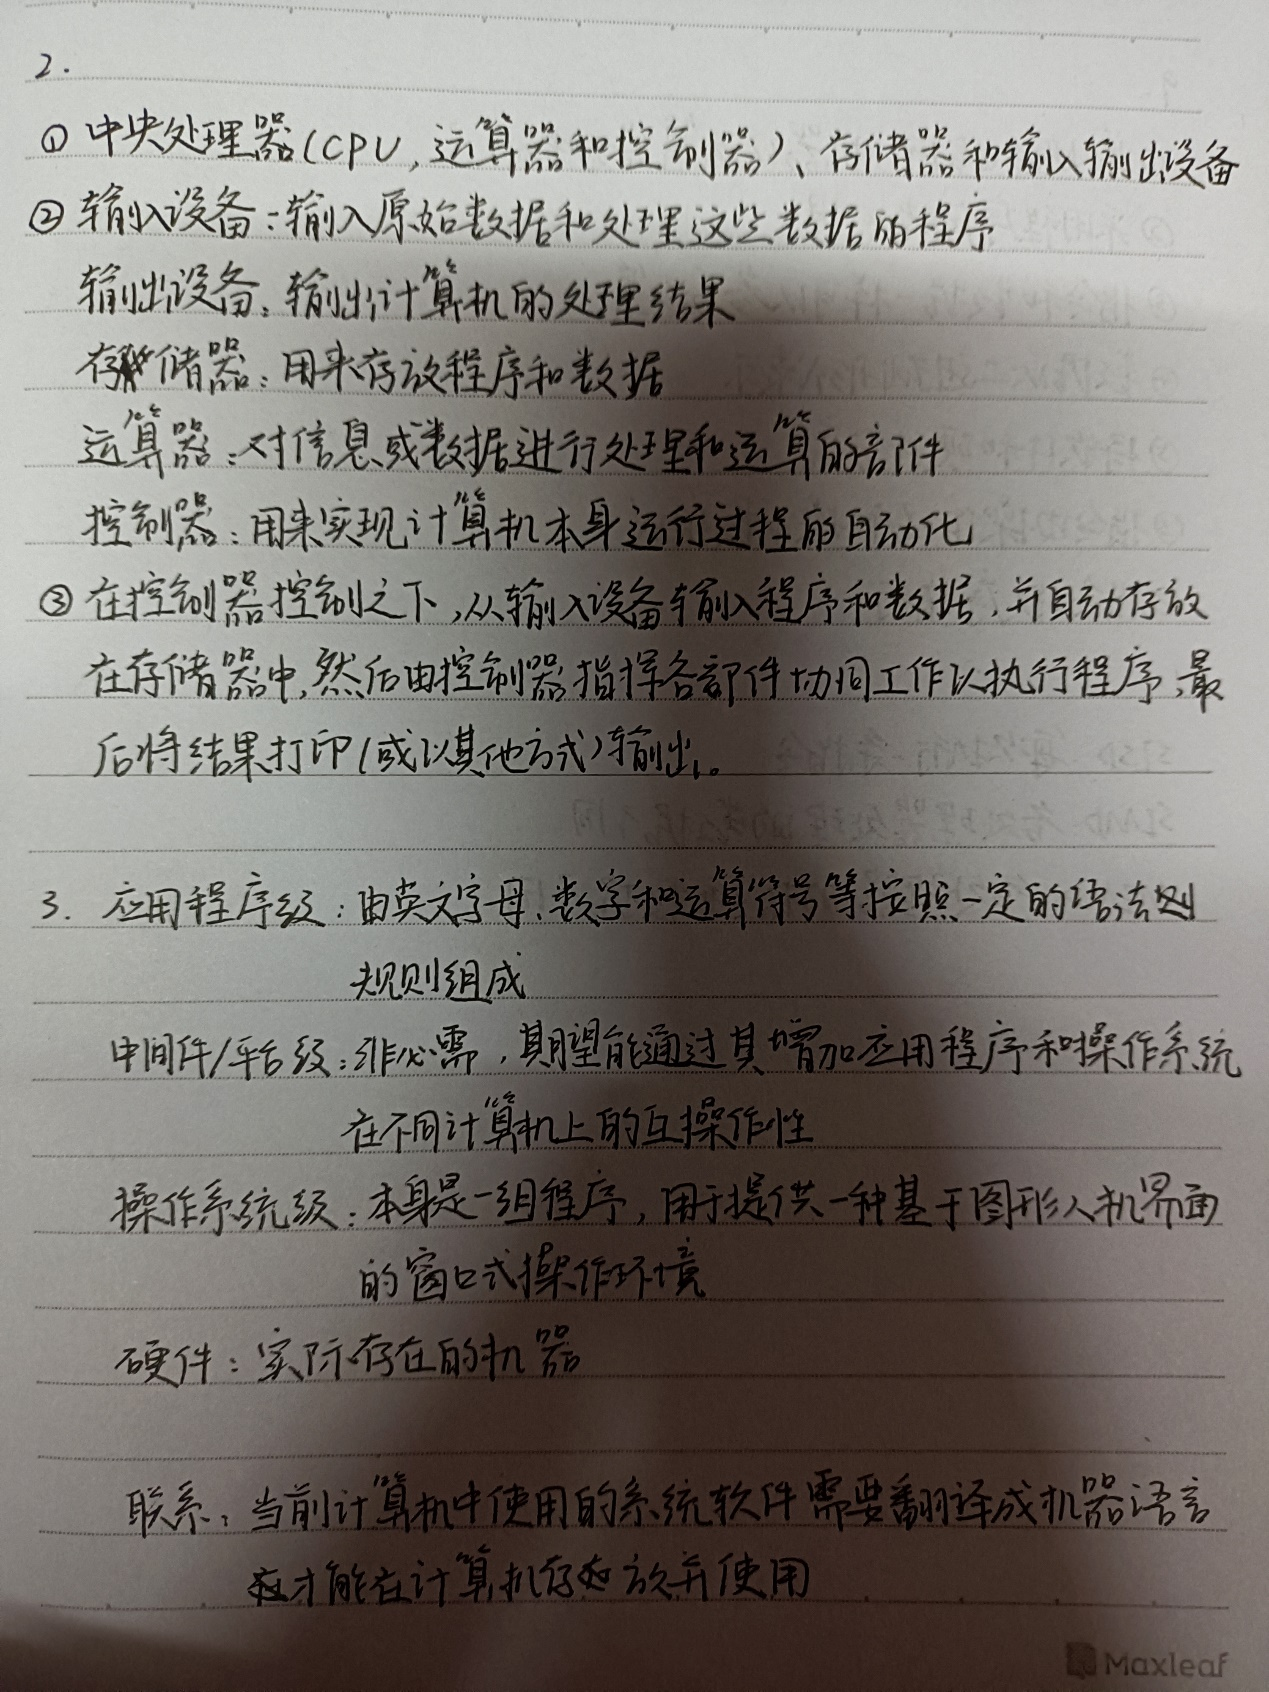 2.
① 中央处理器(CPU,运算器和控制器)、存储器和输入输出设备
② 输入设备:输入原始数据和处理这些数据的程序
输出设备:输出计算机的处理结果
存储器:用来存放程序和数据
运算器:对信息或数据进行处理和运算的部件
控制器:用来实现计算机本身运行过程的自动化
③ 在控制器控制之下,从输入设备输入程序和数据,并自动存放
在存储器中,然后由控制器指挥各部件协同工作以执行程序,最
后将结果打印(或以其他方式)输出。
3. 应用程序级:由英文字母、数字和运算符号等按照一定的语法则
规则组成
中间件/平台级:非必需,期望能通过其增加应用程序和操作系统
在不同计算机上的互操作性
操作系统级:本身是一组程序,用于提供一种基于图形人机界面
的窗口式操作环境
硬件:实际存在的机器
联系:当前计算机中使用的系统软件需要翻译成机器语言
才能在计算机存放并使用
Maxleaf